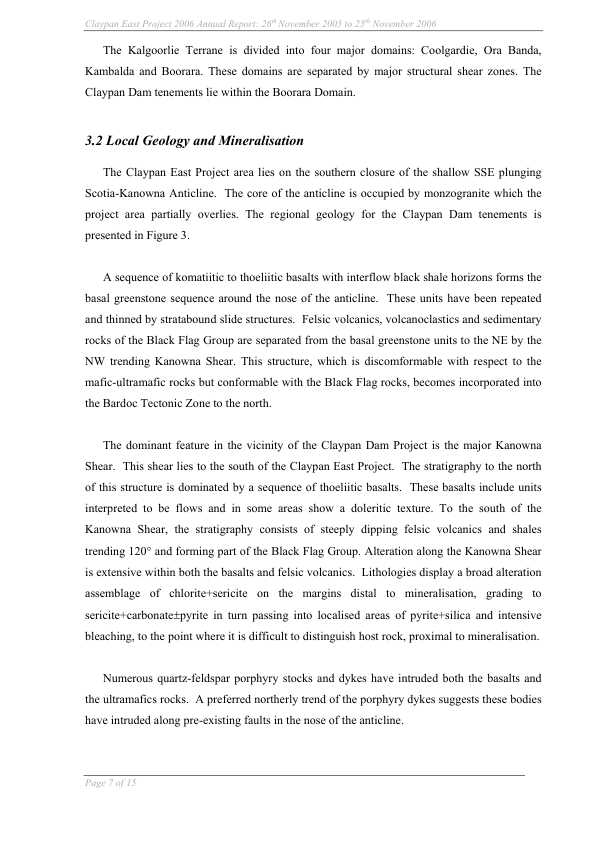 Claypan East Project 2006 Annual Report: 26th November 2005 to 25th November 2006
The Kalgoorlie Terrane is divided into four major domains: Coolgardie, Ora Banda,
Kambalda and Boorara. These domains are separated by major structural shear zones. The
Claypan Dam tenements lie within the Boorara Domain.
3.2 Local Geology and Mineralisation
The Claypan East Project area lies on the southern closure of the shallow SSE plunging
Scotia-Kanowna Anticline. The core of the anticline is occupied by monzogranite which the
project area partially overlies. The regional geology for the Claypan Dam tenements is
presented in Figure 3.
A sequence of komatiitic to thoeliitic basalts with interflow black shale horizons forms the
basal greenstone sequence around the nose of the anticline. These units have been repeated
and thinned by stratabound slide structures. Felsic volcanics, volcanoclastics and sedimentary
rocks of the Black Flag Group are separated from the basal greenstone units to the NE by the
NW trending Kanowna Shear. This structure, which is discomformable with respect to the
mafic-ultramafic rocks but conformable with the Black Flag rocks, becomes incorporated into
the Bardoc Tectonic Zone to the north.
The dominant feature in the vicinity of the Claypan Dam Project is the major Kanowna
Shear. This shear lies to the south of the Claypan East Project. The stratigraphy to the north
of this structure is dominated by a sequence of thoeliitic basalts. These basalts include units
interpreted to be flows and in some areas show a doleritic texture. To the south of the
Kanowna Shear, the stratigraphy consists of steeply dipping felsic volcanics and shales
trending 120° and forming part of the Black Flag Group. Alteration along the Kanowna Shear
is extensive within both the basalts and felsic volcanics. Lithologies display a broad alteration
assemblage of chlorite+sericite on the margins distal to mineralisation, grading to
sericite+carbonate±pyrite in turn passing into localised areas of pyrite+silica and intensive
bleaching, to the point where it is difficult to distinguish host rock, proximal to mineralisation.
Numerous quartz-feldspar porphyry stocks and dykes have intruded both the basalts and
the ultramafics rocks. A preferred northerly trend of the porphyry dykes suggests these bodies
have intruded along pre-existing faults in the nose of the anticline.
Page 7 of 15